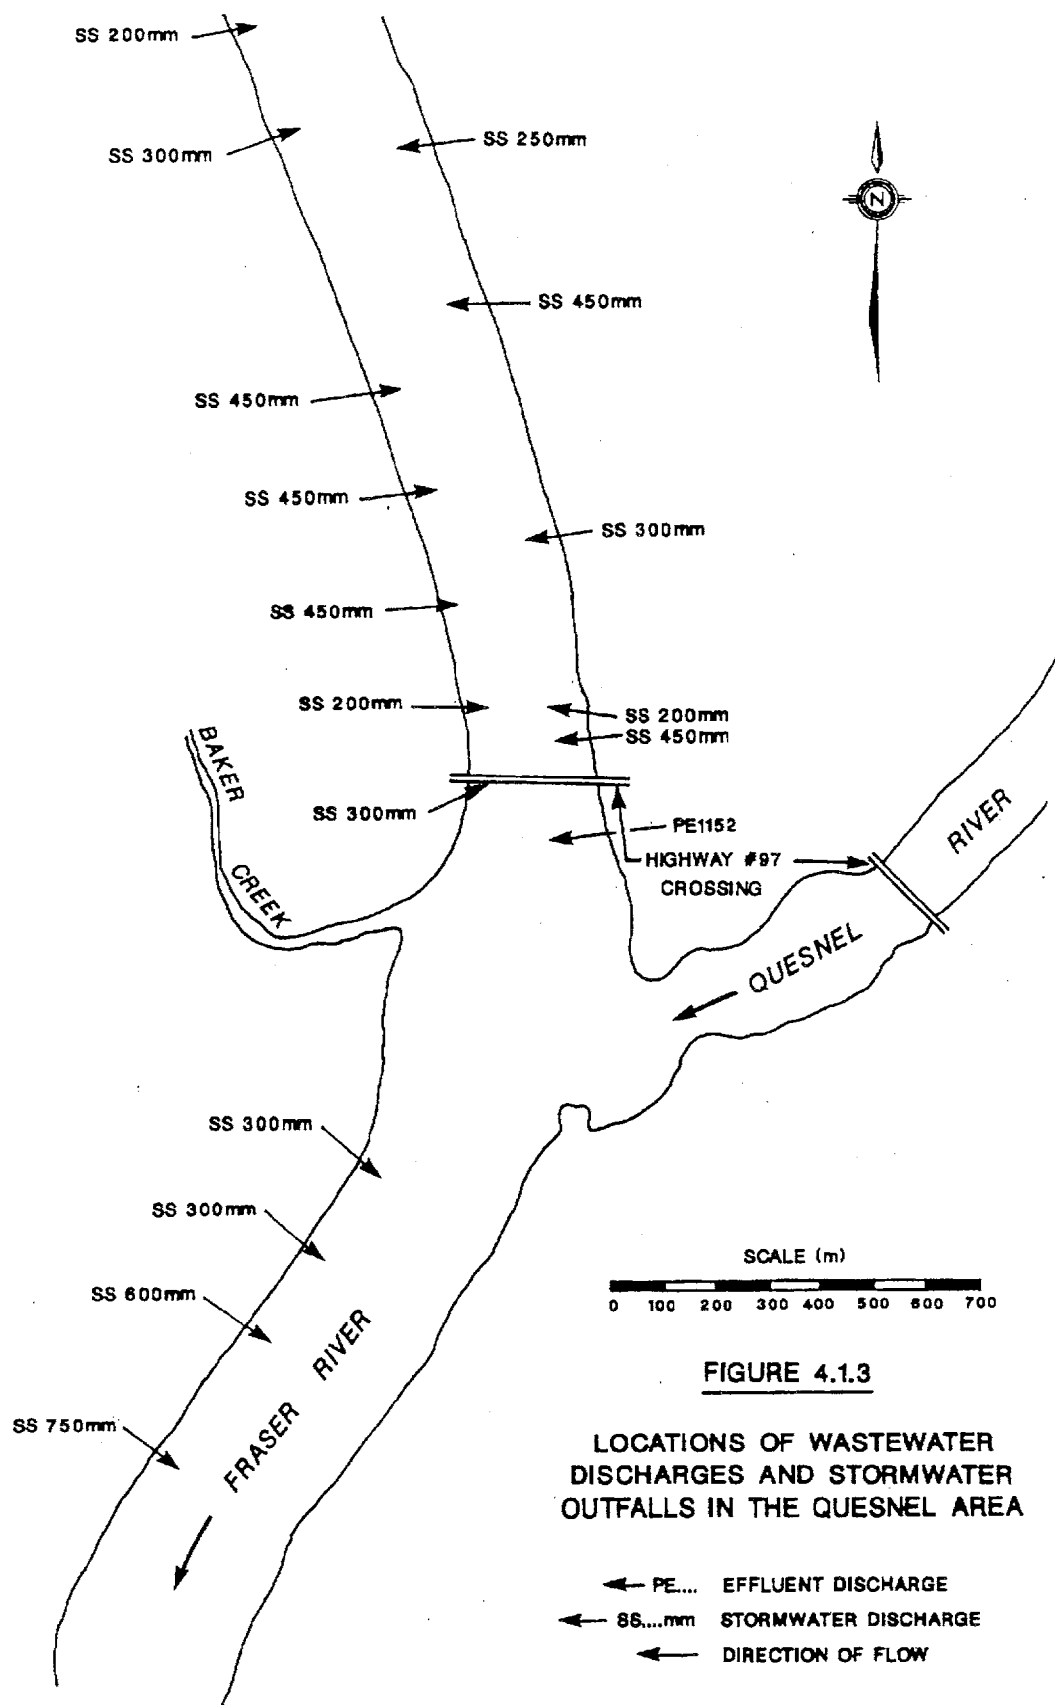 SS 200mm
SS 300mm
SS 250mm
N
SS 450mm
SS 450mm
SS 450mm
SS 300mm
SS 450mm
SS 200mm
SS 200mm
SS 450mm
BAKER
CREEK
SS 300mm
PE1152
HIGHWAY #97
CROSSING
QUESNEL
RIVER
SS 300mm
SS 300mm
SS 600mm
SS 750mm
FRASER RIVER
SCALE (m)
0 100 200 300 400 500 600 700
FIGURE 4.1.3
LOCATIONS OF WASTEWATER
DISCHARGES AND STORMWATER
OUTFALLS IN THE QUESNEL AREA
PE.... EFFLUENT DISCHARGE
SS....mm STORMWATER DISCHARGE
DIRECTION OF FLOW